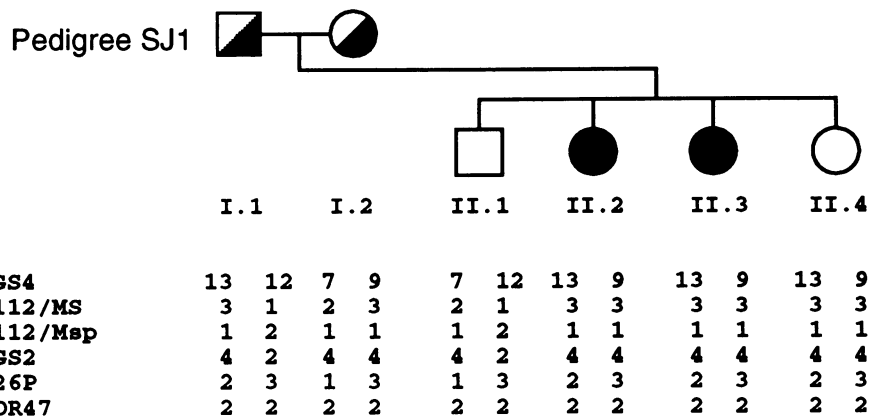 Pedigree SJ1
I.1 I.2 II.1 II.2 II.3 II.4
GS4 13 12 7 9 7 12 13 9 13 9 13 9
112/MS 3 1 2 3 2 1 3 3 3 3 3 3
112/Msp 1 2 1 1 1 2 1 1 1 1 1 1
GS2 4 2 4 4 4 2 4 4 4 4 4 4
26P 2 3 1 3 1 3 2 3 2 3 2 3
OR47 2 2 2 2 2 2 2 2 2 2 2 2